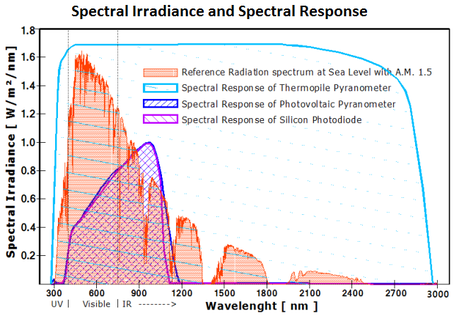 Spectral Irradiance and Spectral Response
Spectral Irradiance [ W/m²/nm]
1.8
1.6
1.4
1.2
1.0
0.8
0.6
0.4
0.2
Reference Radiation spectrum at Sea Level with A.M. 1.5
Spectral Response of Thermopile Pyranometer
Spectral Response of Photovoltaic Pyranometer
Spectral Response of Silicon Photodiode
300 600 900 1200 1500 1800 2100 2400 2700 3000
UV | Visible | IR ------->
Wavelenght [ nm]